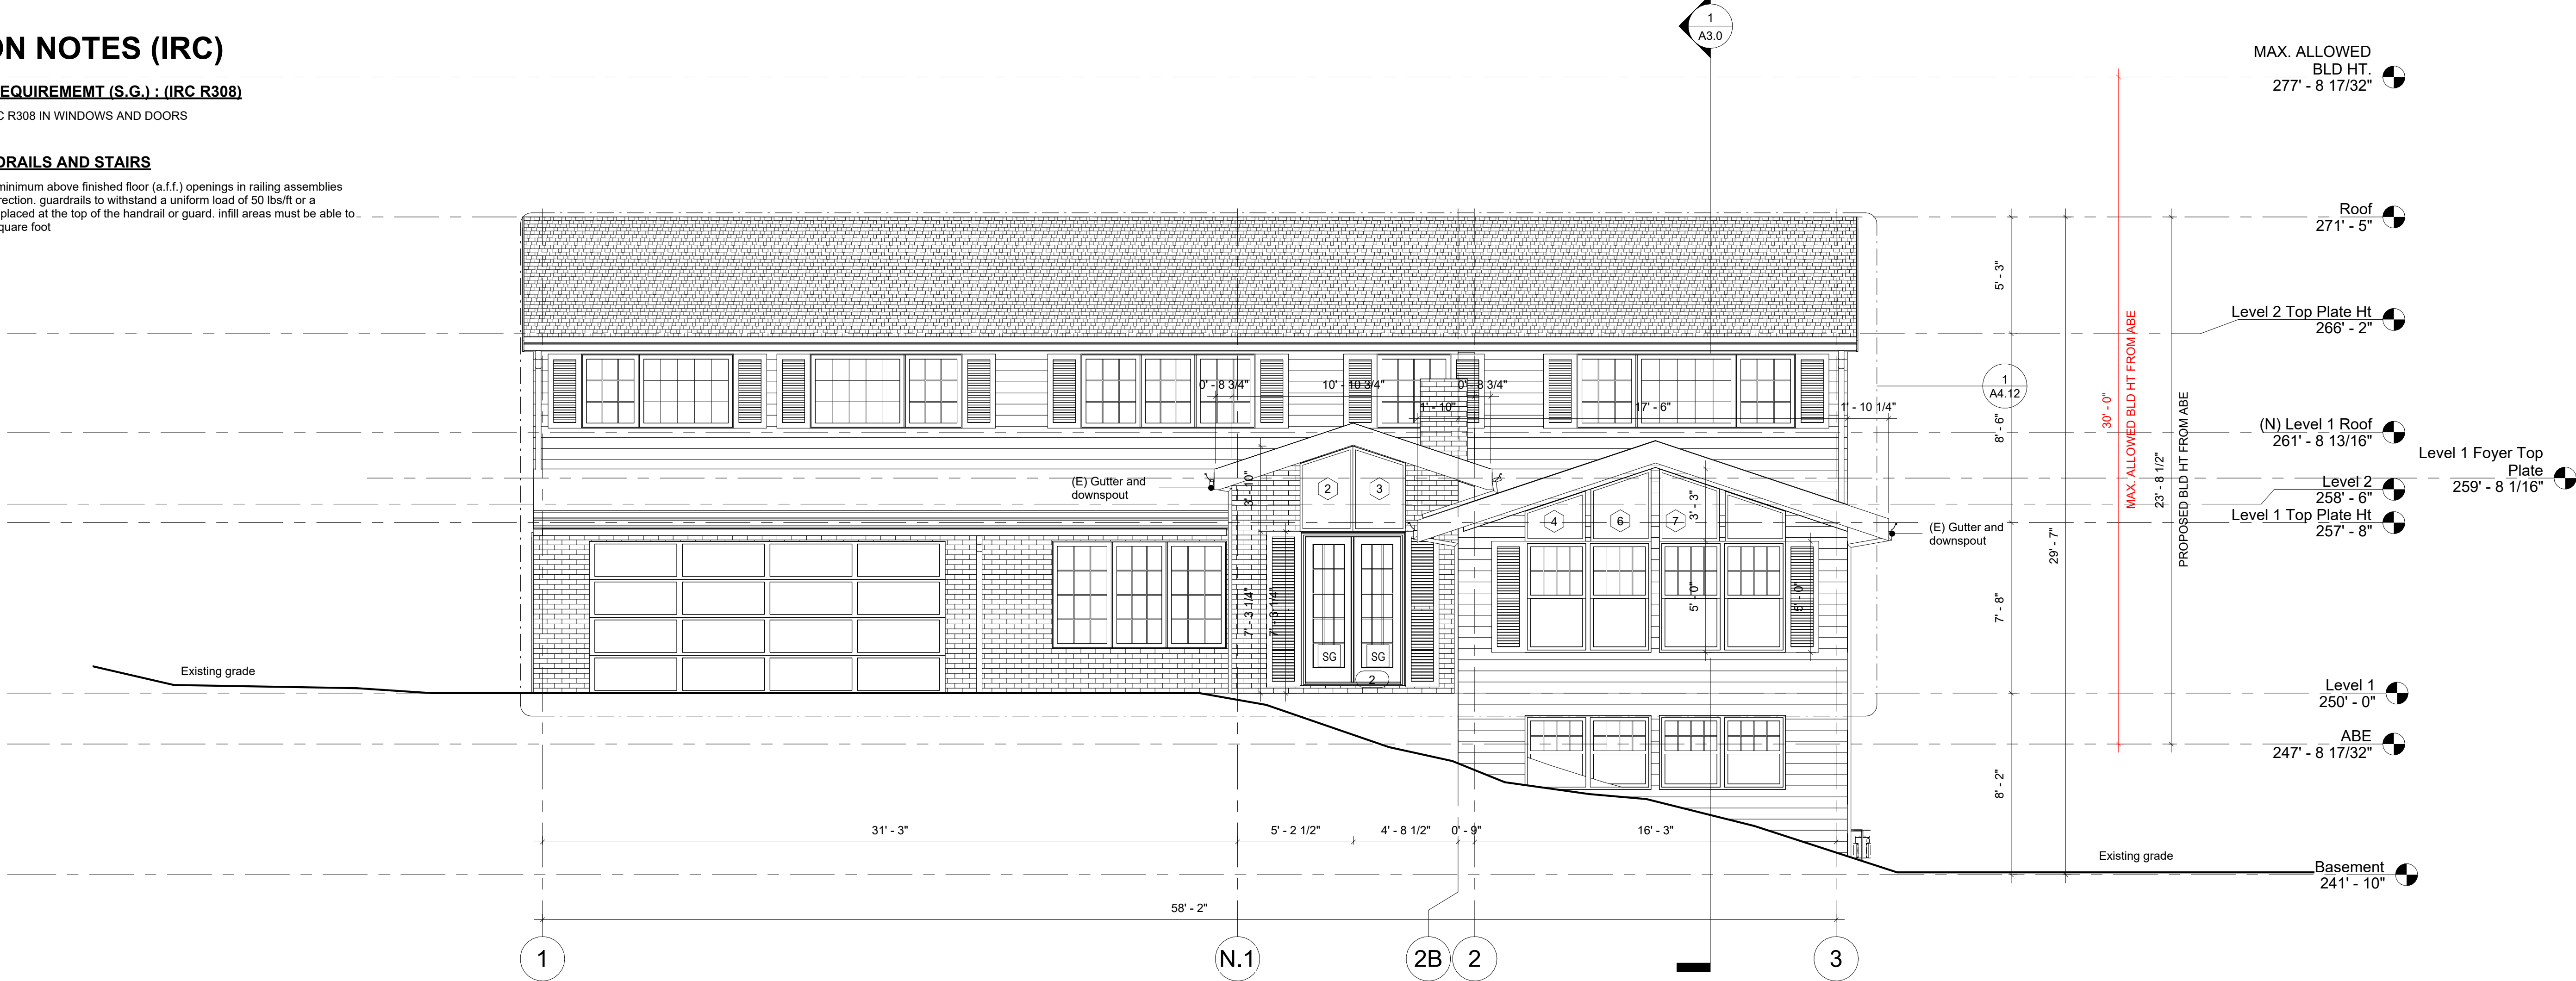 ON NOTES (IRC)
EQUIREMEMT (S.G.) : (IRC R308)
C R308 IN WINDOWS AND DOORS
DRAILS AND STAIRS
minimum above finished floor (a.f.f.) openings in railing assemblies
rection. guardrails to withstand a uniform load of 50 lbs/ft or a
placed at the top of the handrail or guard. infill areas must be able to
quare foot
1
A3.0
MAX. ALLOWED
BLD HT.
277' - 8 17/32"
Roof
271' - 5"
Level 2 Top Plate Ht
266' - 2"
(N) Level 1 Roof
261' - 8 13/16"
Level 1 Foyer Top
Plate
259' - 8 1/16"
Level 2
258' - 6"
Level 1 Top Plate Ht
257' - 8"
Level 1
250' - 0"
ABE
247' - 8 17/32"
Basement
241' - 10"
5' - 3"
8' - 6"
7' - 8"
8' - 2"
29' - 7"
30' - 0"
MAX. ALLOWED BLD HT FROM ABE
23' - 8 1/2"
PROPOSED BLD HT FROM ABE
1
A4.12
0' - 8 3/4"
10' - 10 3/4"
0' - 8 3/4"
1' - 10"
17' - 6"
1' - 10 1/4"
(E) Gutter and
downspout
3' - 10"
2
3
4
6
7
3' - 3"
(E) Gutter and
downspout
7' - 3 1/4"
7' - 3 1/4"
5' - 0"
5' - 0"
SG
SG
2
Existing grade
Existing grade
31' - 3"
5' - 2 1/2"
4' - 8 1/2"
0' - 9"
16' - 3"
58' - 2"
1
N.1
2B
2
3